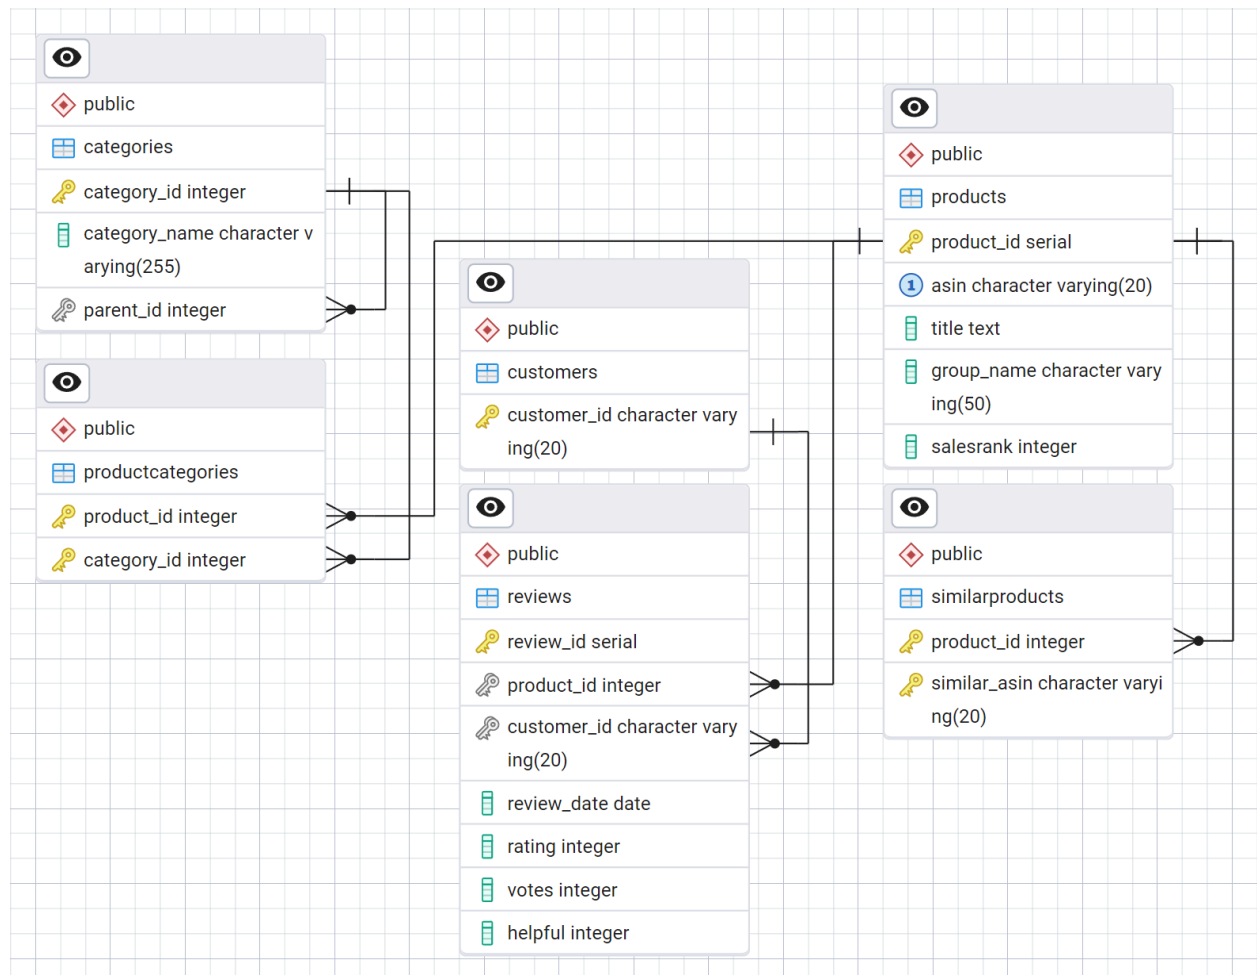 public
categories
category_id integer
category_name character v
arying(255)
parent_id integer
public
productcategories
product_id integer
category_id integer
public
customers
customer_id character vary
ing(20)
public
reviews
review_id serial
product_id integer
customer_id character vary
ing(20)
review_date date
rating integer
votes integer
helpful integer
public
products
product_id serial
1 asin character varying(20)
title text
group_name character vary
ing(50)
salesrank integer
public
similarproducts
product_id integer
similar_asin character varyi
ng(20)